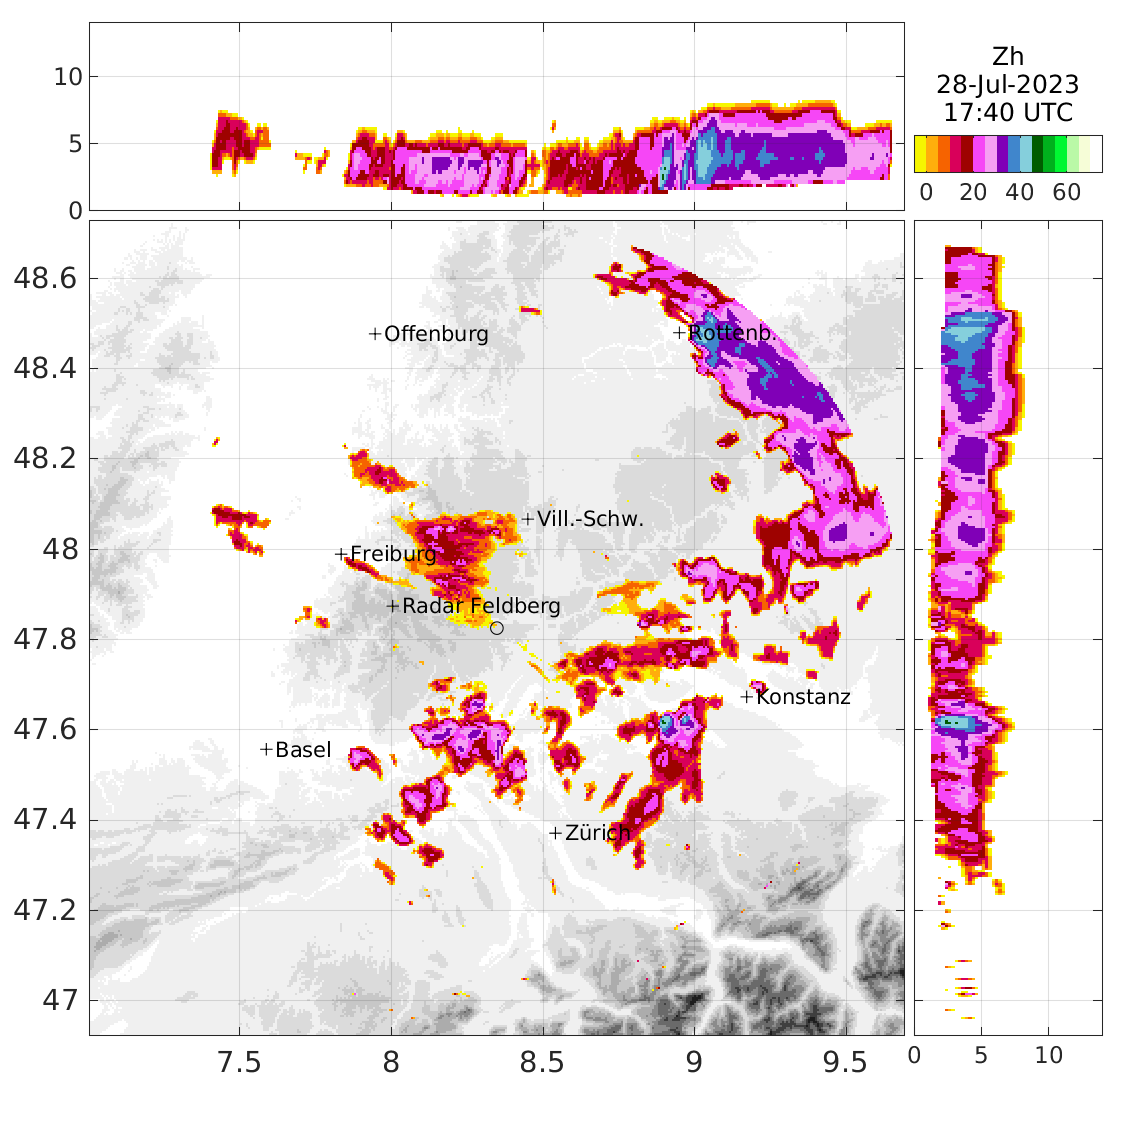 Zh
28-Jul-2023
17:40 UTC
10
5
0
0 20 40 60
48.6
48.4
48.2
48
47.8
47.6
47.4
47.2
47
+Offenburg
+Rottenb.
+Vill.-Schw.
+Freiburg
+Radar Feldberg
+Konstanz
+Basel
+Zürich
7.5 8 8.5 9 9.5
0 5 10